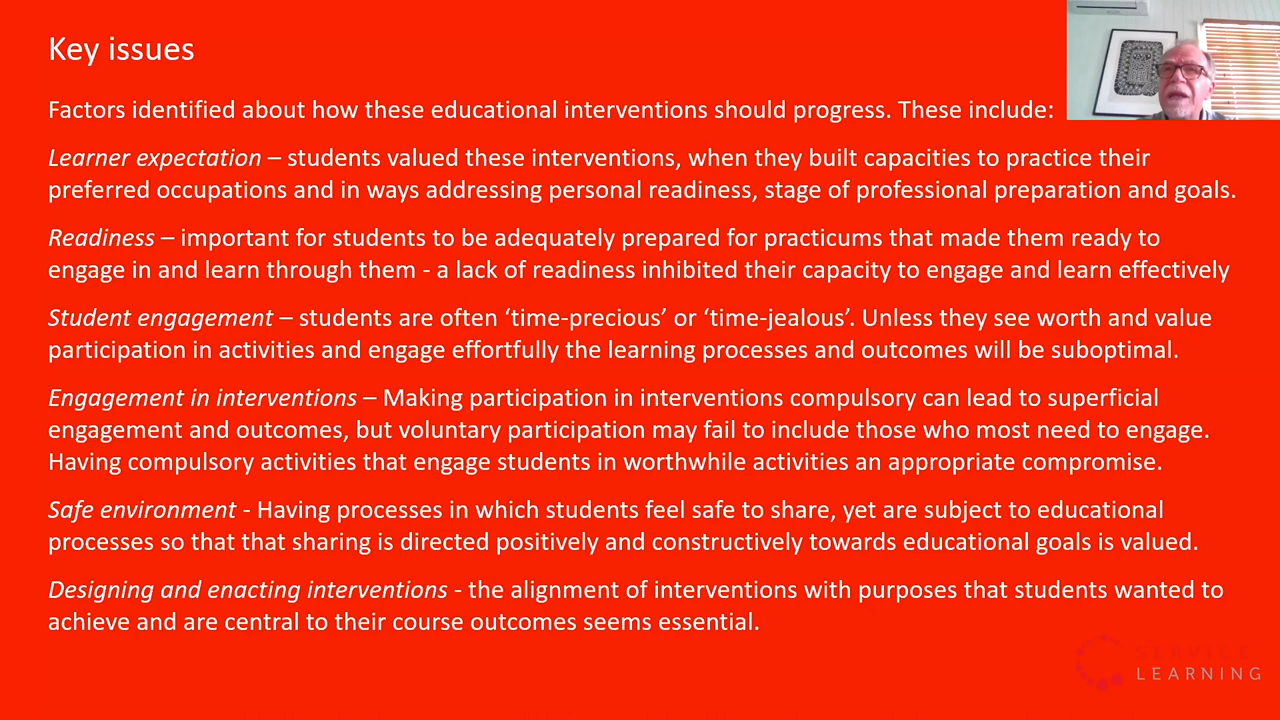 Key issues
Factors identified about how these educational interventions should progress. These include:
Learner expectation – students valued these interventions, when they built capacities to practice their
preferred occupations and in ways addressing personal readiness, stage of professional preparation and goals.
Readiness – important for students to be adequately prepared for practicums that made them ready to
engage in and learn through them - a lack of readiness inhibited their capacity to engage and learn effectively
Student engagement – students are often ‘time-precious’ or ‘time-jealous’. Unless they see worth and value
participation in activities and engage effortfully the learning processes and outcomes will be suboptimal.
Engagement in interventions – Making participation in interventions compulsory can lead to superficial
engagement and outcomes, but voluntary participation may fail to include those who most need to engage.
Having compulsory activities that engage students in worthwhile activities an appropriate compromise.
Safe environment - Having processes in which students feel safe to share, yet are subject to educational
processes so that that sharing is directed positively and constructively towards educational goals is valued.
Designing and enacting interventions - the alignment of interventions with purposes that students wanted to
achieve and are central to their course outcomes seems essential.
SERVICE
LEARNING